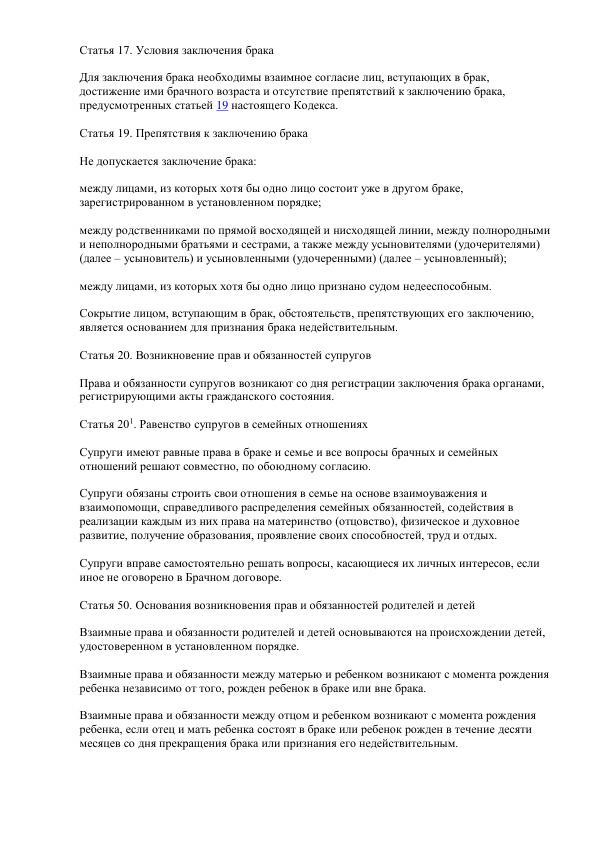 Статья 17. Условия заключения брака
Для заключения брака необходимы взаимное согласие лиц, вступающих в брак,
достижение ими брачного возраста и отсутствие препятствий к заключению брака,
предусмотренных статьей 19 настоящего Кодекса.
Статья 19. Препятствия к заключению брака
Не допускается заключение брака:
между лицами, из которых хотя бы одно лицо состоит уже в другом браке,
зарегистрированном в установленном порядке;
между родственниками по прямой восходящей и нисходящей линии, между полнородными
и неполнородными братьями и сестрами, а также между усыновителями (удочерителями)
(далее – усыновитель) и усыновленными (удочеренными) (далее – усыновленный);
между лицами, из которых хотя бы одно лицо признано судом недееспособным.
Сокрытие лицом, вступающим в брак, обстоятельств, препятствующих его заключению,
является основанием для признания брака недействительным.
Статья 20. Возникновение прав и обязанностей супругов
Права и обязанности супругов возникают со дня регистрации заключения брака органами,
регистрирующими акты гражданского состояния.
Статья 20¹. Равенство супругов в семейных отношениях
Супруги имеют равные права в браке и семье и все вопросы брачных и семейных
отношений решают совместно, по обоюдному согласию.
Супруги обязаны строить свои отношения в семье на основе взаимоуважения и
взаимопомощи, справедливого распределения семейных обязанностей, содействия в
реализации каждым из них права на материнство (отцовство), физическое и духовное
развитие, получение образования, проявление своих способностей, труд и отдых.
Супруги вправе самостоятельно решать вопросы, касающиеся их личных интересов, если
иное не оговорено в Брачном договоре.
Статья 50. Основания возникновения прав и обязанностей родителей и детей
Взаимные права и обязанности родителей и детей основываются на происхождении детей,
удостоверенном в установленном порядке.
Взаимные права и обязанности между матерью и ребенком возникают с момента рождения
ребенка независимо от того, рожден ребенок в браке или вне брака.
Взаимные права и обязанности между отцом и ребенком возникают с момента рождения
ребенка, если отец и мать ребенка состоят в браке или ребенок рожден в течение десяти
месяцев со дня прекращения брака или признания его недействительным.